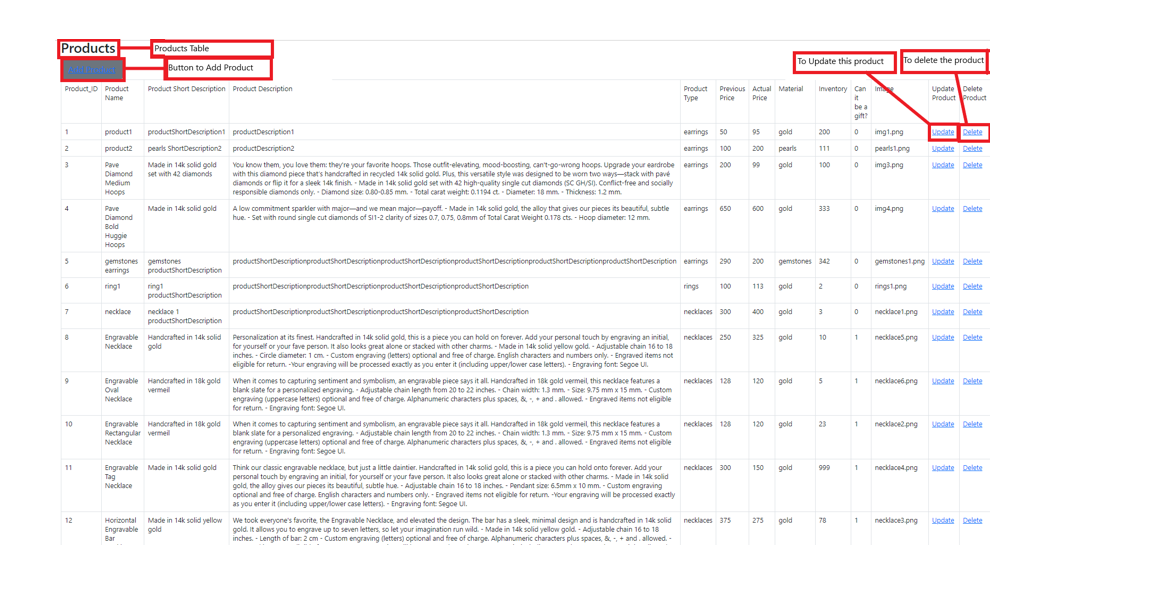 Products
Products Table
Add Product
Button to Add Product
To Update this product
To delete the product
Product_ID
Product
Name
Product Short Description
Product Description
Product
Type
Previous
Price
Actual
Price
Material
Inventory
Can
it
be a
gift?
Image
Update
Product
Delete
Product
1
product1
productShortDescription1
productDescription1
earrings
50
95
gold
200
0
img1.png
Update
Delete
2
product2
pearls ShortDescription2
productDescription2
earrings
100
200
pearls
111
0
pearls1.png
Update
Delete
3
Pave
Diamond
Medium
Hoops
Made in 14k solid gold
set with 42 diamonds
You know them, you love them: they're your favorite hoops. Those outfit-elevating, mood-boosting, can't-go-wrong hoops. Upgrade your eardrobe
with this diamond piece that's handcrafted in recycled 14k solid gold. Plus, this versatile style was designed to be worn two ways—stack with pavé
diamonds or flip it for a sleek 14k finish. - Made in 14k solid gold set with 42 high-quality single cut diamonds (SC GH/SI). Conflict-free and socially
responsible diamonds only. - Diamond size: 0.80-0.85 mm. - Total carat weight: 0.1194 ct. - Diameter: 18 mm. - Thickness: 1.2 mm.
earrings
200
99
gold
100
0
img3.png
Update
Delete
4
Pave
Diamond
Bold
Huggie
Hoops
Made in 14k solid gold
A low commitment sparkler with major—and we mean major—payoff. - Made in 14k solid gold, the alloy that gives our pieces its beautiful, subtle
hue. - Set with round single cut diamonds of SI1-2 clarity of sizes 0.7, 0.75, 0.8mm of Total Carat Weight 0.178 cts. - Hoop diameter: 12 mm.
earrings
650
600
gold
333
0
img4.png
Update
Delete
5
gemstones
earrings
gemstones
productShortDescription
productShortDescriptionproductShortDescriptionproductShortDescriptionproductShortDescriptionproductShortDescriptionproductShortDescription
earrings
290
200
gemstones
342
0
gemstones1.png
Update
Delete
6
ring1
ring1
productShortDescription
productShortDescriptionproductShortDescriptionproductShortDescriptionproductShortDescription
rings
100
113
gold
2
0
rings1.png
Update
Delete
7
necklace
necklace 1
productShortDescription
productShortDescriptionproductShortDescriptionproductShortDescriptionproductShortDescription
necklaces
300
400
gold
3
0
necklace1.png
Update
Delete
8
Engravable
Necklace
Handcrafted in 14k solid
gold
Personalization at its finest. Handcrafted in 14k solid gold, this is a piece you can hold on forever. Add your personal touch by engraving an initial,
for yourself or your fave person. It also looks great alone or stacked with other charms. - Made in 14k solid yellow gold - Adjustable chain 16 to 18
inches. - Circle diameter: 1 cm. - Custom engraving (letters) optional and free of charge. English characters and numbers only. - Engraved items not
eligible for return. -Your engraving will be processed exactly as you enter it (including upper/lower case letters). - Engraving font: Segoe UI.
necklaces
250
325
gold
10
1
necklace5.png
Update
Delete
9
Engravable
Oval
Necklace
Handcrafted in 18k gold
vermeil
When it comes to capturing sentiment and symbolism, an engravable piece says it all. Handcrafted in 18k gold vermeil, this necklace features a
blank slate for a personalized engraving. - Adjustable chain length from 20 to 22 inches. - Chain width: 1.3 mm. - Size: 9.75 mm x 15 mm. - Custom
engraving (uppercase letters) optional and free of charge. Alphanumeric characters plus spaces, &, -, + and . allowed. - Engraved items not eligible
for return. - Engraving font: Segoe UI.
necklaces
128
120
gold
5
1
necklace6.png
Update
Delete
10
Engravable
Rectangular
Necklace
Handcrafted in 18k gold
vermeil
When it comes to capturing sentiment and symbolism, an engravable piece says it all. Handcrafted in 18k gold vermeil, this necklace features a
blank slate for a personalized engraving. - Adjustable chain length from 20 to 22 inches. - Chain width: 1.3 mm. - Size: 9.75 mm x 15 mm. - Custom
engraving (uppercase letters) optional and free of charge. Alphanumeric characters plus spaces, &, -, + and . allowed. - Engraved items not eligible
for return. - Engraving font: Segoe UI.
necklaces
128
120
gold
23
1
necklace2.png
Update
Delete
11
Engravable
Tag
Necklace
Made in 14k solid gold
Think our classic engravable necklace, but just a little daintier. Handcrafted in 14k solid gold, this is a piece you can hold onto forever. Add your
personal touch by engraving an initial, for yourself or your fave person. It also looks great alone or stacked with other charms. - Made in 14k solid
gold, the alloy that gives our pieces its beautiful, subtle hue. - Adjustable chain 16 to 18 inches. - Pendant size: 6.5mm x 10 mm. - Custom engraving
optional and free of charge. English characters and numbers only. - Engraved items not eligible for return. -Your engraving will be processed exactly
as you enter it (including upper/lower case letters). - Engraving font: Segoe UI.
necklaces
300
150
gold
999
1
necklace4.png
Update
Delete
12
Horizontal
Engravable
Bar
Made in 14k solid yellow
gold
We took everyone's favorite, the Engravable Necklace, and elevated the design. The bar has a sleek, minimal design and is handcrafted in 14k solid
gold. It allows you to engrave up to seven letters, so let your imagination run wild. - Made in 14k solid yellow gold. - Adjustable chain 16 to 18
inches. - Length of bar: 2 cm - Custom engraving (letters) optional and free of charge. Alphanumeric characters plus spaces, &, -, + and . allowed. -
necklaces
375
275
gold
78
1
necklace3.png
Update
Delete